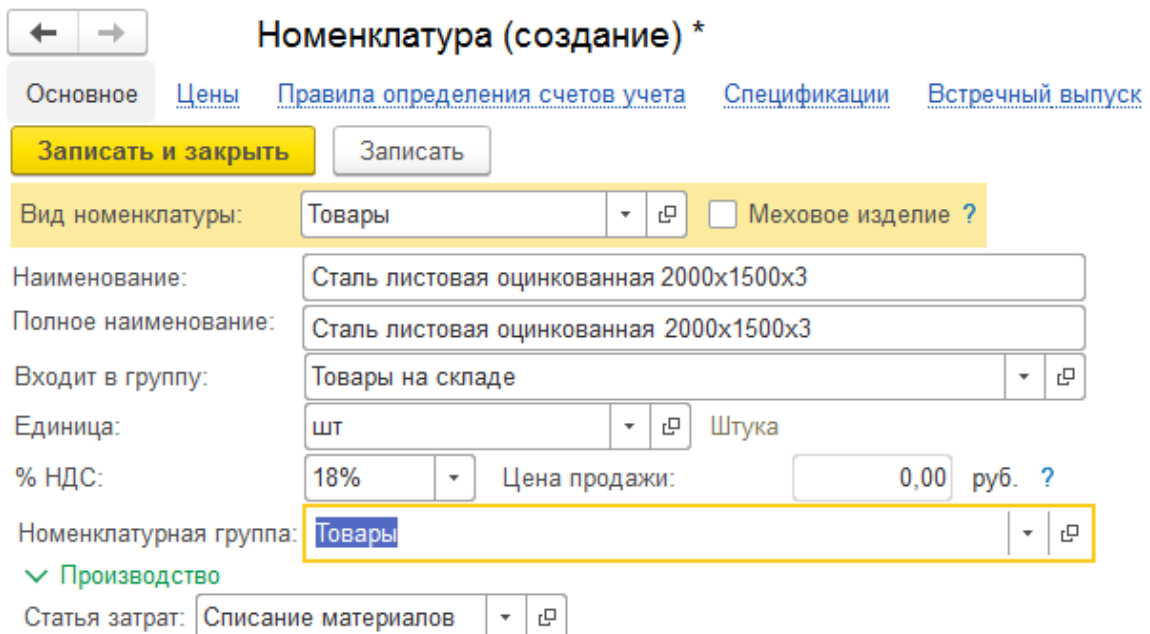 Номенклатура (создание) *
Основное Цены Правила определения счетов учета Спецификации Встречный выпуск
Записать и закрыть Записать
Вид номенклатуры: Товары Меховое изделие ?
Наименование: Сталь листовая оцинкованная 2000х1500х3
Полное наименование: Сталь листовая оцинкованная 2000х1500х3
Входит в группу: Товары на складе
Единица: шт Штука
% НДС: 18% Цена продажи: 0,00 руб. ?
Номенклатурная группа: Товары
Производство
Статья затрат: Списание материалов